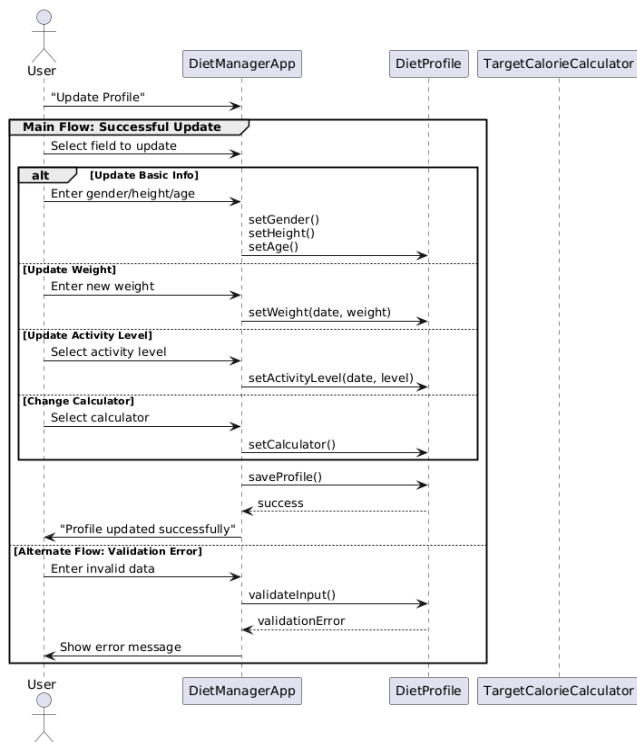 User
DietManagerApp
DietProfile
TargetCalorieCalculator
"Update Profile"
Main Flow: Successful Update
Select field to update
alt
[Update Basic Info]
Enter gender/height/age
setGender()
setHeight()
setAge()
[Update Weight]
Enter new weight
setWeight(date, weight)
[Update Activity Level]
Select activity level
setActivityLevel(date, level)
[Change Calculator]
Select calculator
setCalculator()
saveProfile()
success
"Profile updated successfully"
[Alternate Flow: Validation Error]
Enter invalid data
validateInput()
validationError
Show error message
User
DietManagerApp
DietProfile
TargetCalorieCalculator